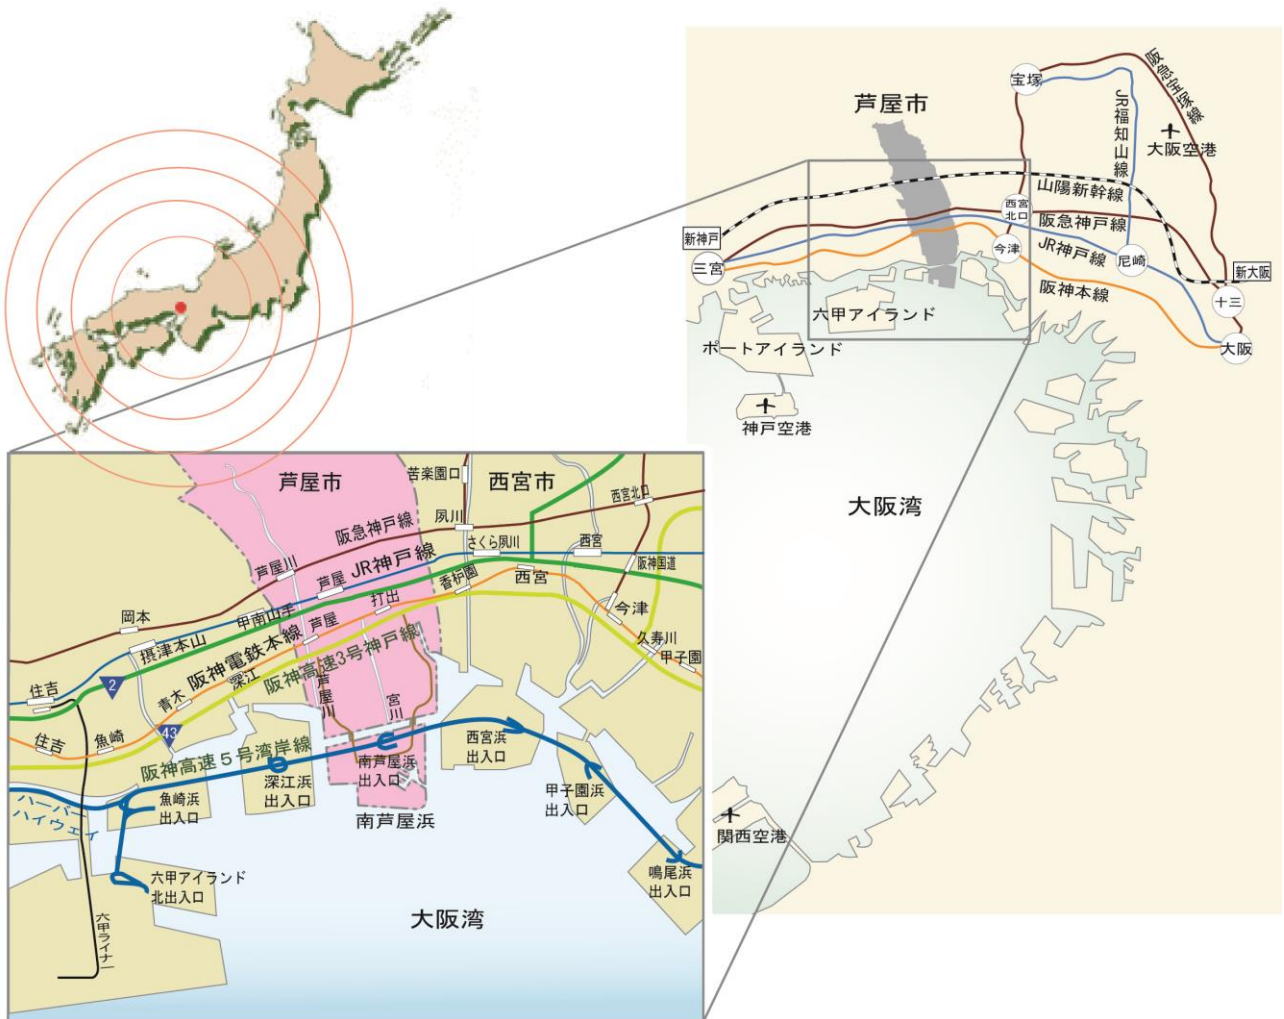 芦屋市
宝塚
阪急宝塚線
JR福知山線
大阪空港
山陽新幹線
西宮
北口
阪急神戸線
新神戸
JR神戸線
三宮
今津
尼崎
新大阪
阪神本線
十三
六甲アイランド
大阪
ポートアイランド
神戸空港
大阪湾
関西空港
芦屋市
苦楽園口
西宮市
西宮北口
阪急神戸線
夙川
さくら夙川
西宮
芦屋川
芦屋
JR神戸線
阪神国道
香枦園
西宮
岡本
甲南山手
打出
今津
摂津本山
芦屋
阪神電鉄本線
久寿川
甲子園
阪神高速3号神戸線
住吉
2
深江
芦屋川
宮川
青木
43
住吉
魚崎
阪神高速5号湾岸線
西宮浜
出入口
南芦屋浜
出入口
深江浜
出入口
甲子園浜
出入口
魚崎浜
出入口
ハーバー
ハイウェイ
南芦屋浜
六甲アイランド
北出入口
鳴尾浜
出入口
大阪湾
六甲ライナー